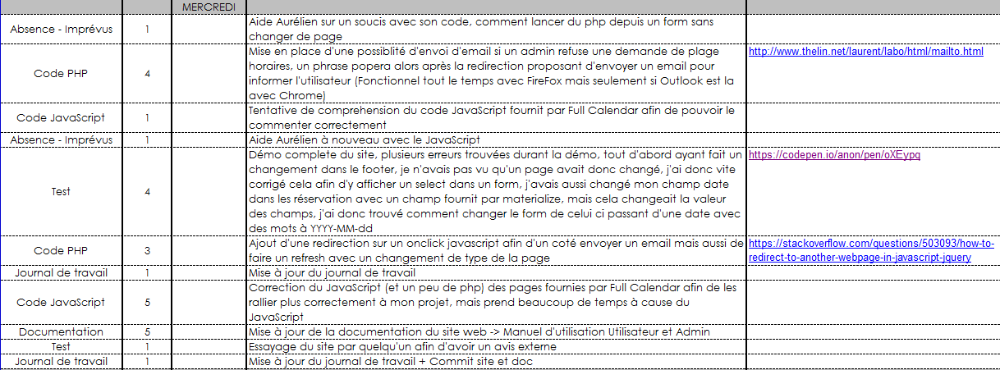 MERCREDI
Absence - Imprévus 1 Aide Aurélien sur un soucis avec son code, comment lancer du php depuis un form sans
changer de page
Code PHP 4 Mise en place d'une possiblité d'envoi d'email si un admin refuse une demande de plage http://www.thelin.net/laurent/labo/html/mailto.html
horaires, un phrase popera alors après la redirection proposant d'envoyer un email pour
informer l'utilisateur (Fonctionnel tout le temps avec FireFox mais seulement si Outlook est la
avec Chrome)
Code JavaScript 1 Tentative de comprehension du code JavaScript fournit par Full Calendar afin de pouvoir le
commenter correctement
Absence - Imprévus 1 Aide Aurélien à nouveau avec le JavaScript
Test 4 Démo complete du site, plusieurs erreurs trouvées durant la démo, tout d'abord ayant fait un https://codepen.io/anon/pen/oXEypq
changement dans le footer, je n'avais pas vu qu'un page avait donc changé, j'ai donc vite
corrigé cela afin d'y afficher un select dans un form, j'avais aussi changé mon champ date
dans les réservation avec un champ fournit par materialize, mais cela changeait la valeur
des champs, j'ai donc trouvé comment changer le form de celui ci passant d'une date avec
des mots à YYYY-MM-dd
Code PHP 3 Ajout d'une redirection sur un onclick javascript afin d'un coté envoyer un email mais aussi de https://stackoverflow.com/questions/503093/how-to-
faire un refresh avec un changement de type de la page redirect-to-another-webpage-in-javascript-jquery
Journal de travail 1 Mise à jour du journal de travail
Code JavaScript 5 Correction du JavaScript (et un peu de php) des pages fournies par Full Calendar afin de les
rallier plus correctement à mon projet, mais prend beaucoup de temps à cause du
JavaScript
Documentation 5 Mise à jour de la documentation du site web -> Manuel d'utilisation Utilisateur et Admin
Test 1 Essayage du site par quelqu'un afin d'avoir un avis externe
Journal de travail 1 Mise à jour du journal de travail + Commit site et doc